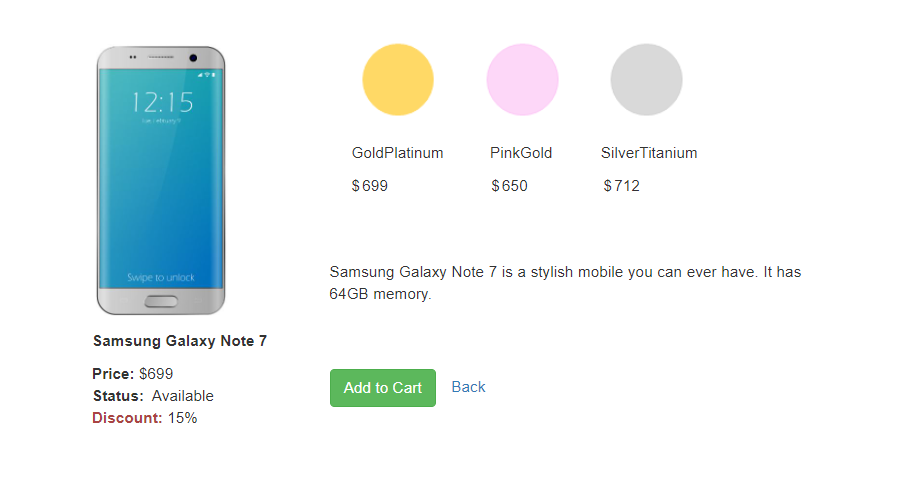 12:15
Swipe to unlock
Samsung Galaxy Note 7
Price: $699
Status: Available
Discount: 15%
GoldPlatinum PinkGold SilverTitanium
$699 $650 $712
Samsung Galaxy Note 7 is a stylish mobile you can ever have. It has
64GB memory.
Add to Cart Back